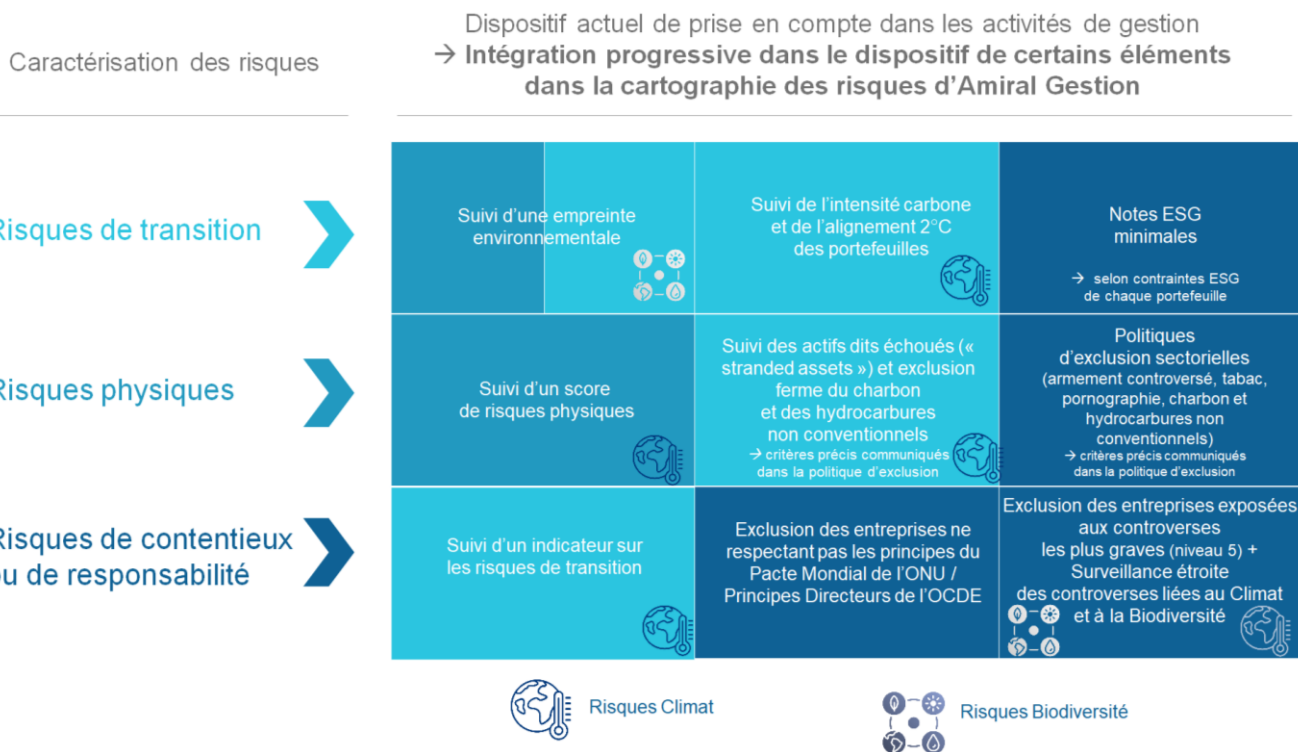 Dispositif actuel de prise en compte dans les activités de gestion
Caractérisation des risques
→ Intégration progressive dans le dispositif de certains éléments
dans la cartographie des risques d'Amiral Gestion
Risques de transition
Suivi d'une empreinte
environnementale
Suivi de l'intensité carbone
et de l'alignement 2°C
des portefeuilles
Notes ESG
minimales
→ selon contraintes ESG
de chaque portefeuille
Risques physiques
Suivi d'un score
de risques physiques
Suivi des actifs dits échoués («
stranded assets ») et exclusion
ferme du charbon
et des hydrocarbures
non conventionnels
→ critères précis communiqués
dans la politique d'exclusion
Politiques
d'exclusion sectorielles
(armement controversé, tabac,
pornographie, charbon et
hydrocarbures non
conventionnels)
→ critères précis communiqués
dans la politique d'exclusion
Risques de contentieux
ou de responsabilité
Suivi d'un indicateur sur
les risques de transition
Exclusion des entreprises ne
respectant pas les principes du
Pacte Mondial de l'ONU /
Principes Directeurs de l'OCDE
Exclusion des entreprises exposées
aux controverses
les plus graves (niveau 5) +
Surveillance étroite
des controverses liées au Climat
et à la Biodiversité
Risques Climat
Risques Biodiversité